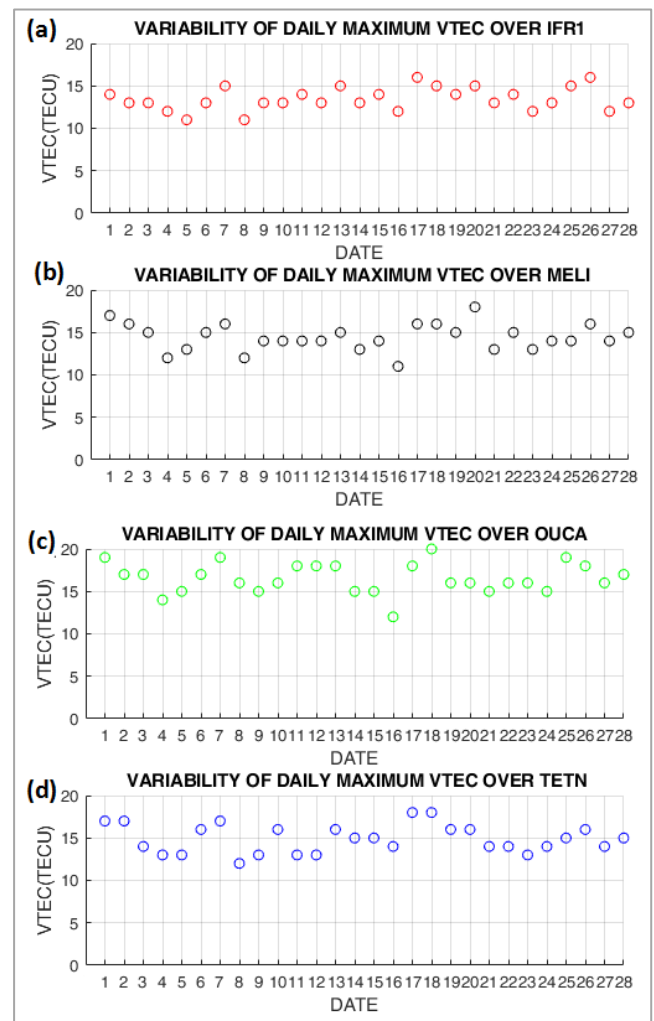 (a)
VARIABILITY OF DAILY MAXIMUM VTEC OVER IFR1
20
15
10
5
0
VTEC(TECU)
1 2 3 4 5 6 7 8 9 10 11 12 13 14 15 16 17 18 19 20 21 22 23 24 25 26 27 28
DATE
(b)
VARIABILITY OF DAILY MAXIMUM VTEC OVER MELI
20
15
10
5
0
VTEC(TECU)
1 2 3 4 5 6 7 8 9 10 11 12 13 14 15 16 17 18 19 20 21 22 23 24 25 26 27 28
DATE
(c)
VARIABILITY OF DAILY MAXIMUM VTEC OVER OUCA
20
15
10
5
0
VTEC(TECU)
1 2 3 4 5 6 7 8 9 10 11 12 13 14 15 16 17 18 19 20 21 22 23 24 25 26 27 28
DATE
(d)
VARIABILITY OF DAILY MAXIMUM VTEC OVER TETN
20
15
10
5
0
VTEC(TECU)
1 2 3 4 5 6 7 8 9 10 11 12 13 14 15 16 17 18 19 20 21 22 23 24 25 26 27 28
DATE